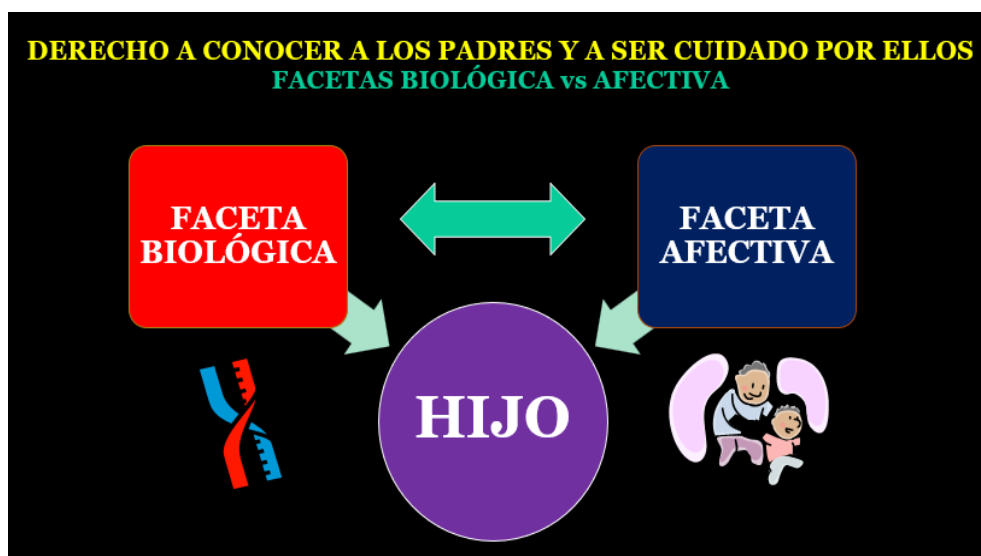 DERECHO A CONOCER A LOS PADRES Y A SER CUIDADO POR ELLOS
FACETAS BIOLÓGICA vs AFECTIVA
FACETA
BIOLÓGICA
FACETA
AFECTIVA
HIJO